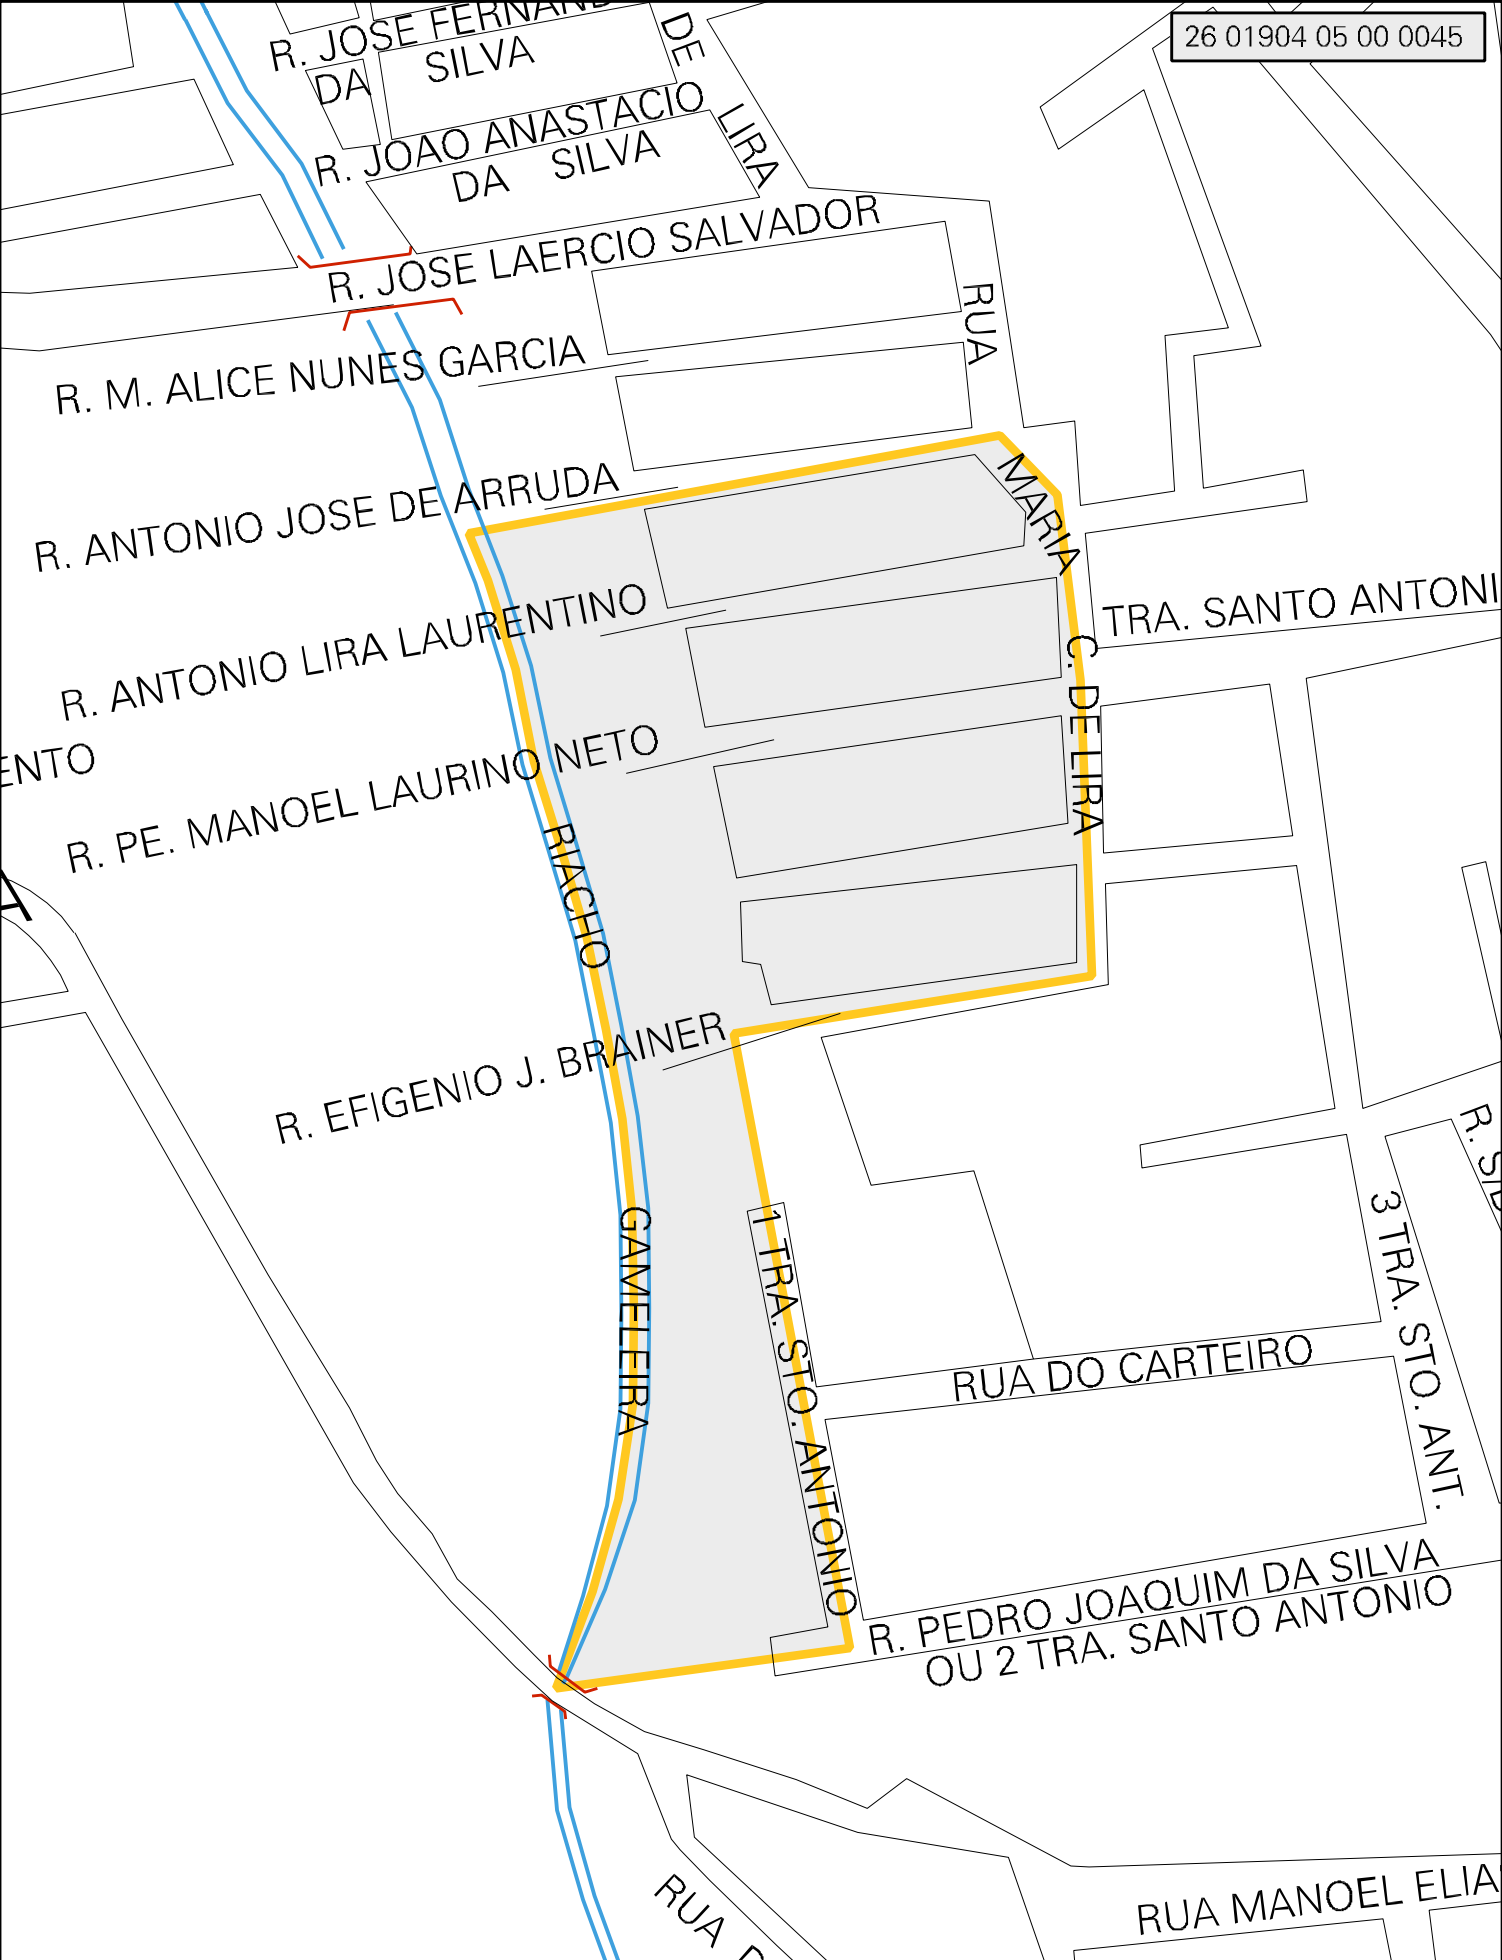 26 01904 05 00 0045
R. JOSE FERNAND
DA SILVA
DE LIRA
R. JOAO ANASTACIO
DA SILVA
R. JOSE LAERCIO SALVADOR
RUA
R. M. ALICE NUNES GARCIA
MARIA
R. ANTONIO JOSE DE ARRUDA
TRA. SANTO ANTONI
R. ANTONIO LIRA LAURENTINO
C. DE LIRA
ENTO
R. PE. MANOEL LAURINO NETO
RIACHO
A
R. EFIGENIO J. BRAINER
GAMELEIRA
1 TRA. STO. ANTONIO
3 TRA. STO. ANT.
RUA DO CARTEIRO
R. PEDRO JOAQUIM DA SILVA
OU 2 TRA. SANTO ANTONIO
RUA MANOEL ELIA
RUA